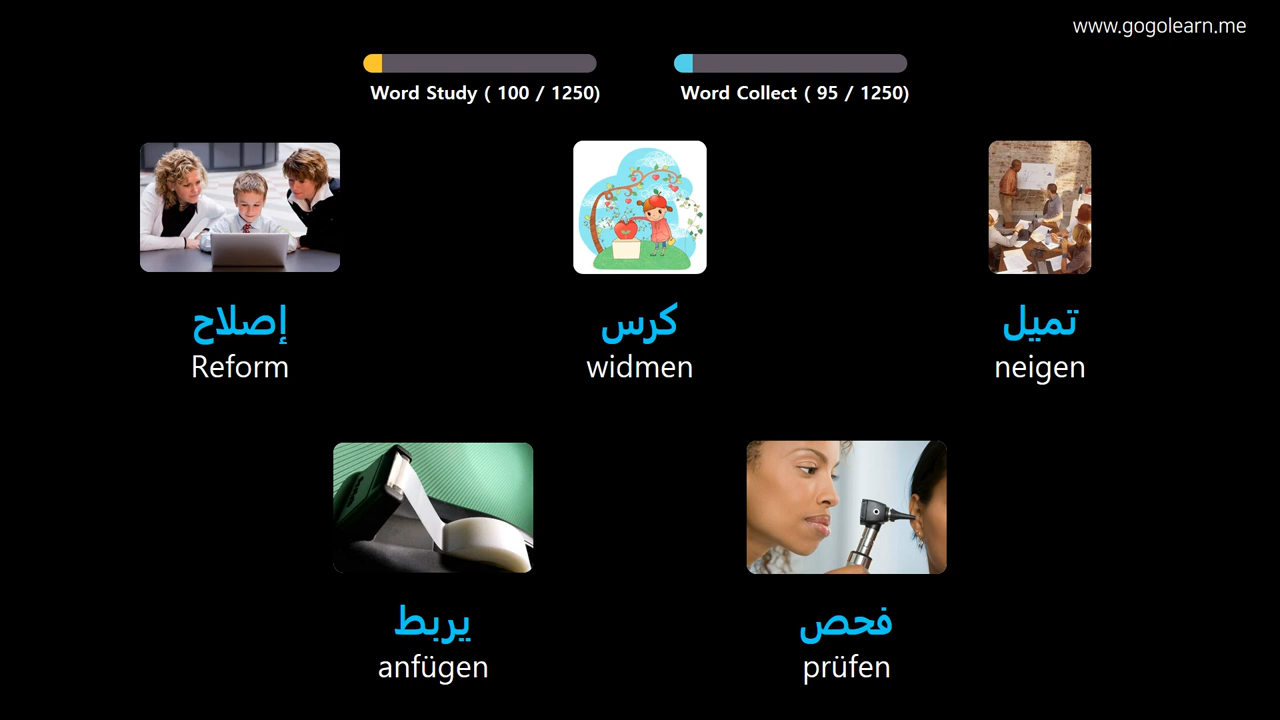 www.gogolearn.me
Word Study ( 100 / 1250)
Word Collect ( 95 / 1250)
إصلاح
Reform
كرس
widmen
تميل
neigen
يربط
anfügen
فحص
prüfen